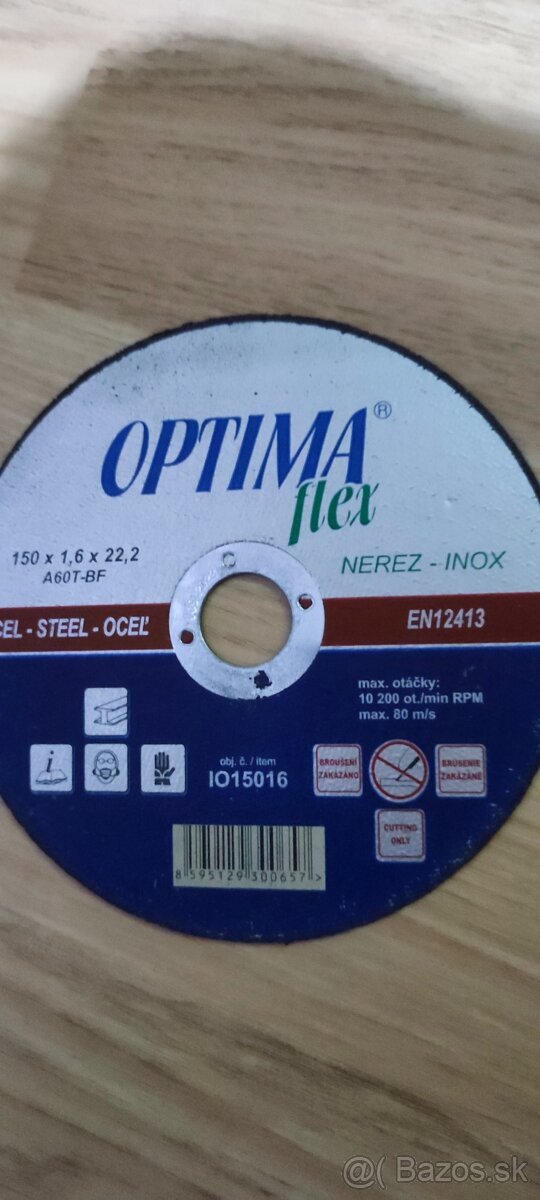 OPTIMA®
flex
150 x 1,6 x 22,2
A60T-BF
NEREZ - INOX
CEL - STEEL - OCEĽ
EN12413
max. otáčky:
10 200 ot./min RPM
max. 80 m/s
obj. č. / item
IO15016
BROUŠENÍ
ZAKÁZÁNO
BRÚSENIE
ZAKÁZANÉ
CUTTING
ONLY
8 595129 300657 >
@( Bazos.sk